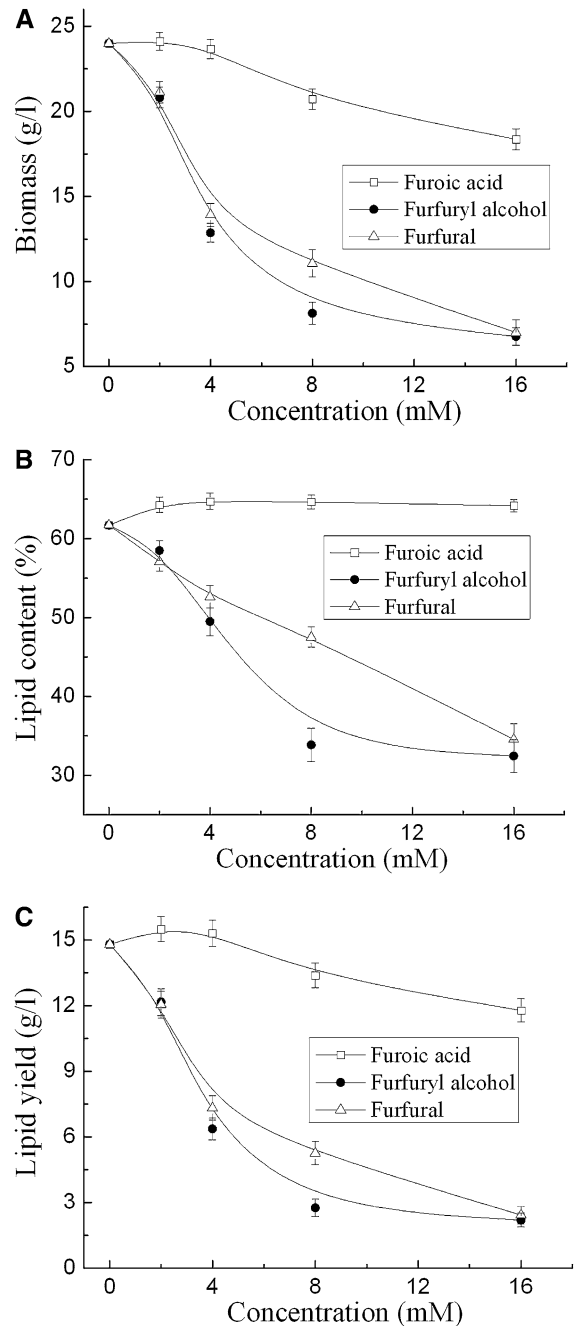 A
25
20
15
10
5
Biomass (g/l)
Furoic acid
Furfuryl alcohol
Furfural
0 4 8 12 16
Concentration (mM)
B
70
60
50
40
30
Lipid content (%)
Furoic acid
Furfuryl alcohol
Furfural
0 4 8 12 16
Concentration (mM)
C
15
12
9
6
3
0
Lipid yield (g/l)
Furoic acid
Furfuryl alcohol
Furfural
0 4 8 12 16
Concentration (mM)